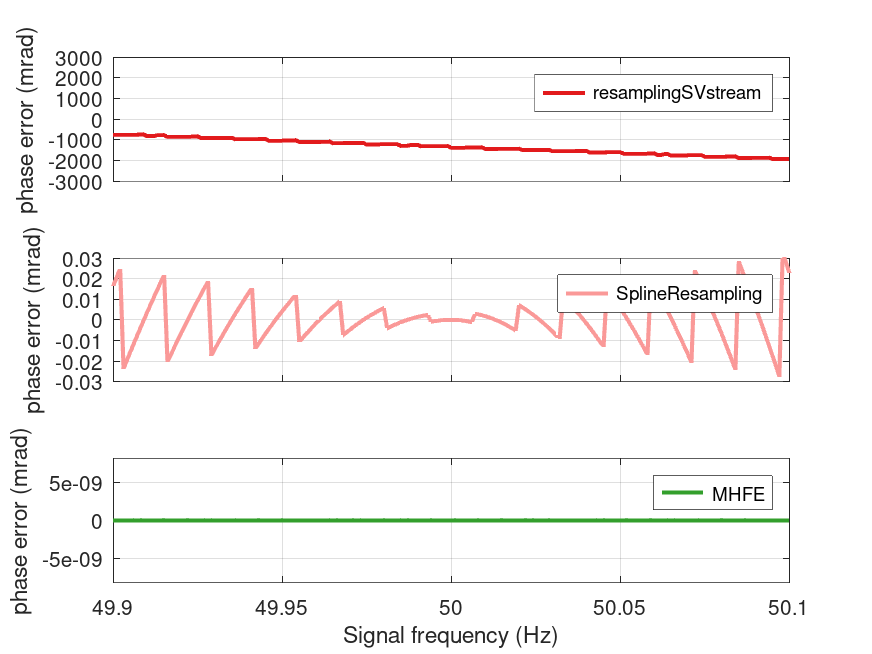 phase error (mrad)
3000
2000
1000
0
-1000
-2000
-3000
resamplingSVstream
phase error (mrad)
0.03
0.02
0.01
0
-0.01
-0.02
-0.03
SplineResampling
phase error (mrad)
5e-09
0
-5e-09
MHFE
49.9 49.95 50 50.05 50.1
Signal frequency (Hz)